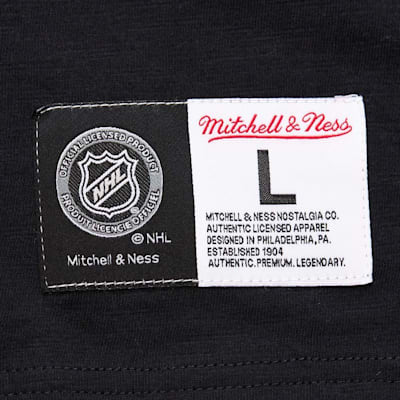 OFFICIAL LICENSED PRODUCT
NHL
PRODUIT LICENCIÉ OFFICIEL
© NHL
Mitchell & Ness
Mitchell & Ness
L
MITCHELL & NESS NOSTALGIA CO.
AUTHENTIC LICENSED APPAREL
DESIGNED IN PHILADELPHIA, PA.
ESTABLISHED 1904
AUTHENTIC. PREMIUM. LEGENDARY.